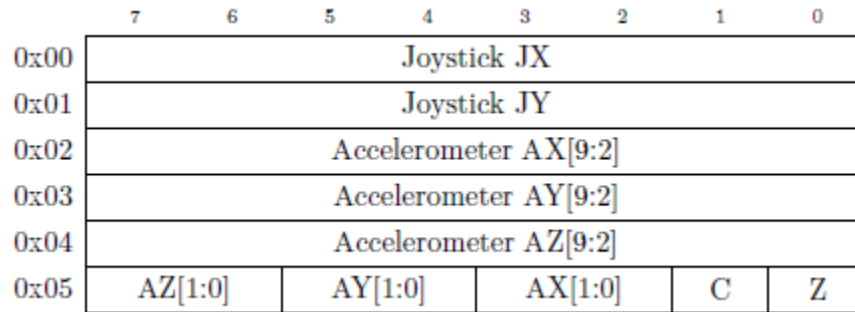 7 6 5 4 3 2 1 0
0x00 Joystick JX
0x01 Joystick JY
0x02 Accelerometer AX[9:2]
0x03 Accelerometer AY[9:2]
0x04 Accelerometer AZ[9:2]
0x05 AZ[1:0] AY[1:0] AX[1:0] C Z